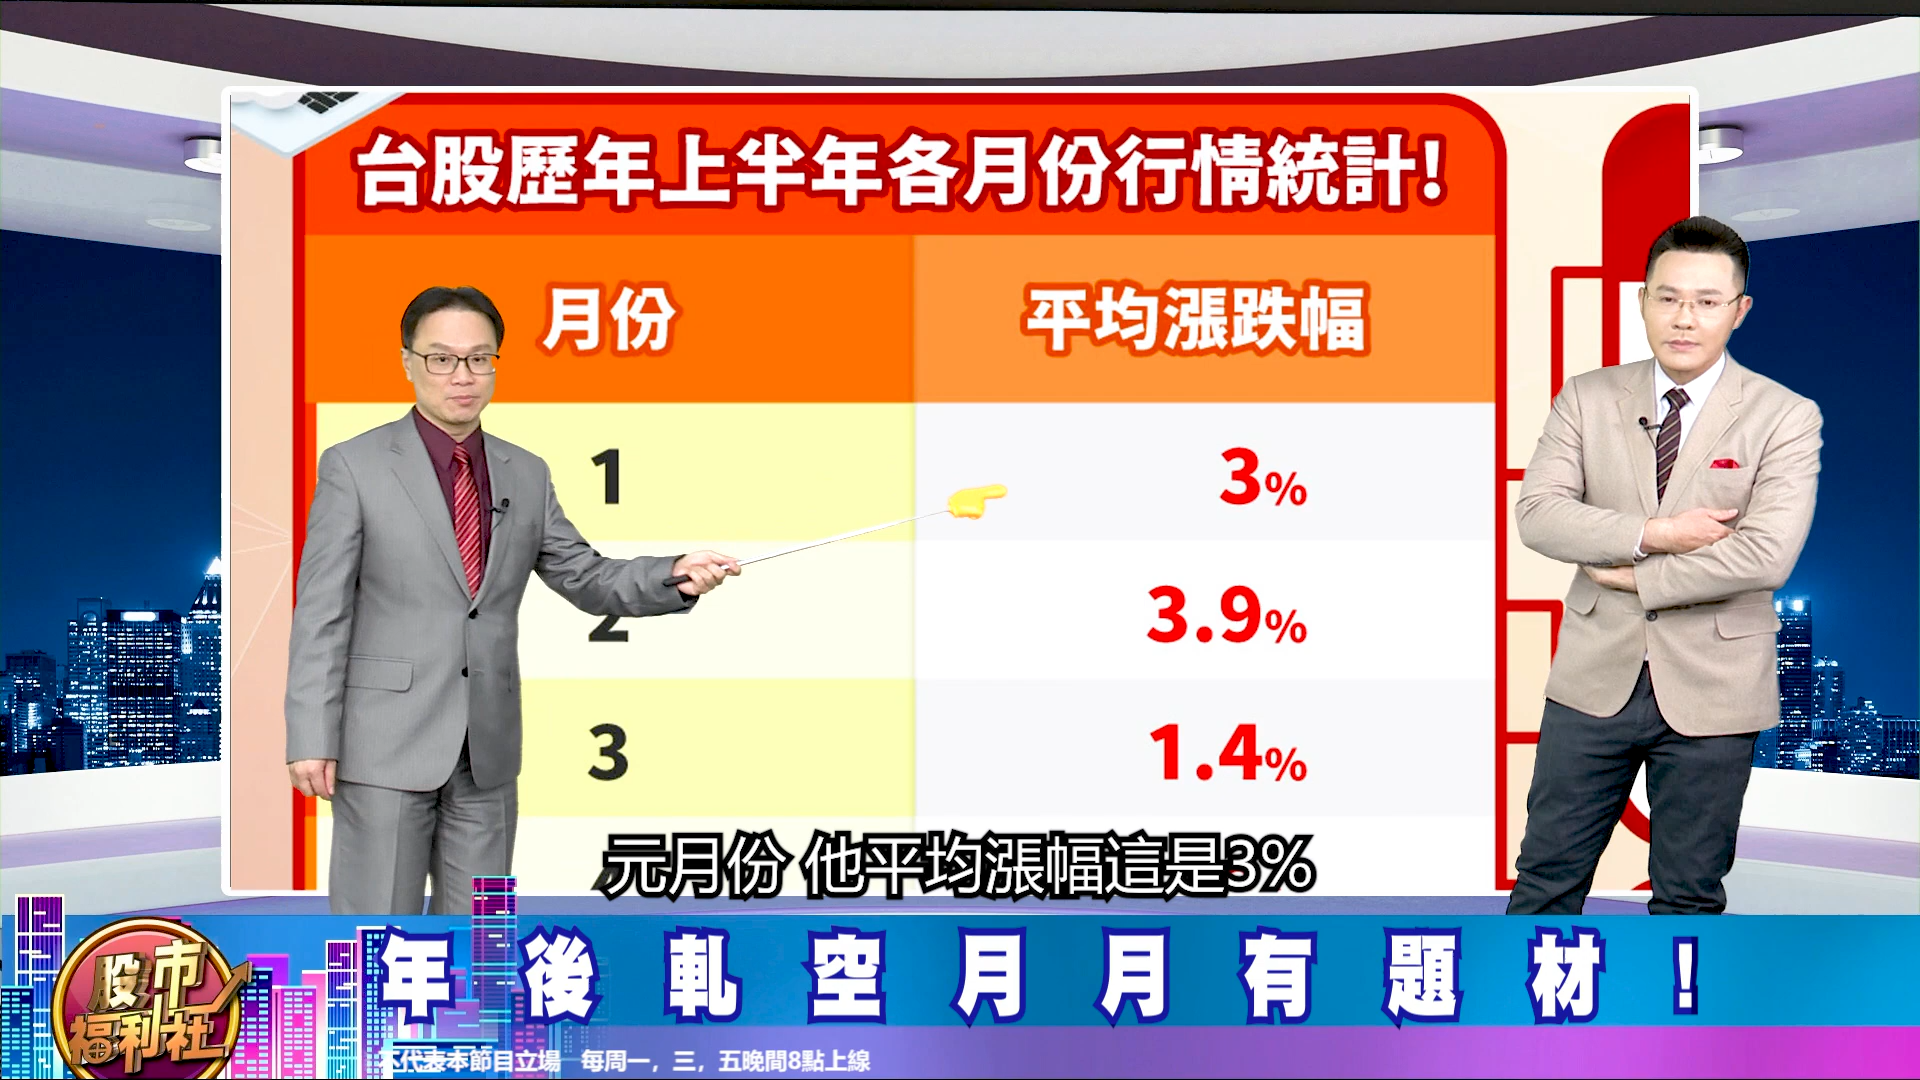 台股歷年上半年各月份行情統計!
月份 平均漲跌幅
1 3%
2 3.9%
3 1.4%
元月份 他平均漲幅這是3%
年後軋空月月有題材!
股市
福利社
不代表本節目立場 每周一，三，五晚間8點上線